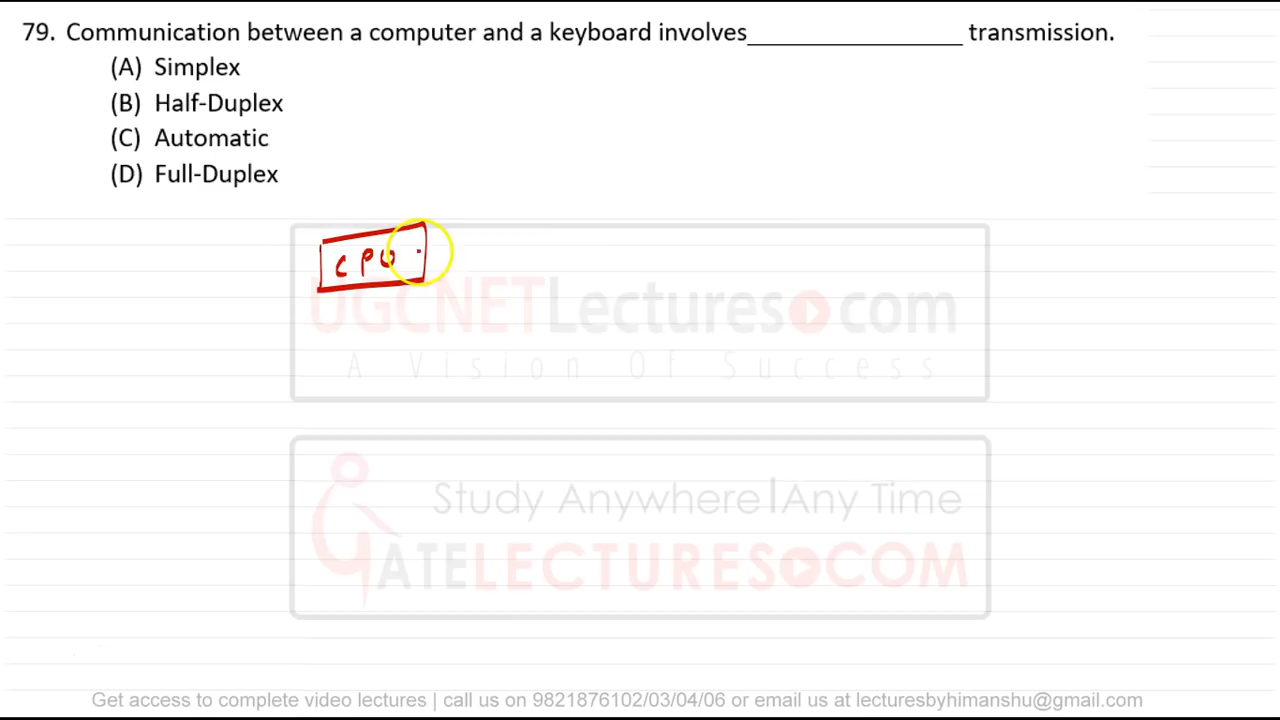 79. Communication between a computer and a keyboard involves_________________ transmission.
(A) Simplex
(B) Half-Duplex
(C) Automatic
(D) Full-Duplex
CPU
UGCNETLectures.com
A Vision Of Success
Study Anywhere|Any Time
GATELECTURES.COM
Get access to complete video lectures | call us on 9821876102/03/04/06 or email us at lecturesbyhimanshu@gmail.com